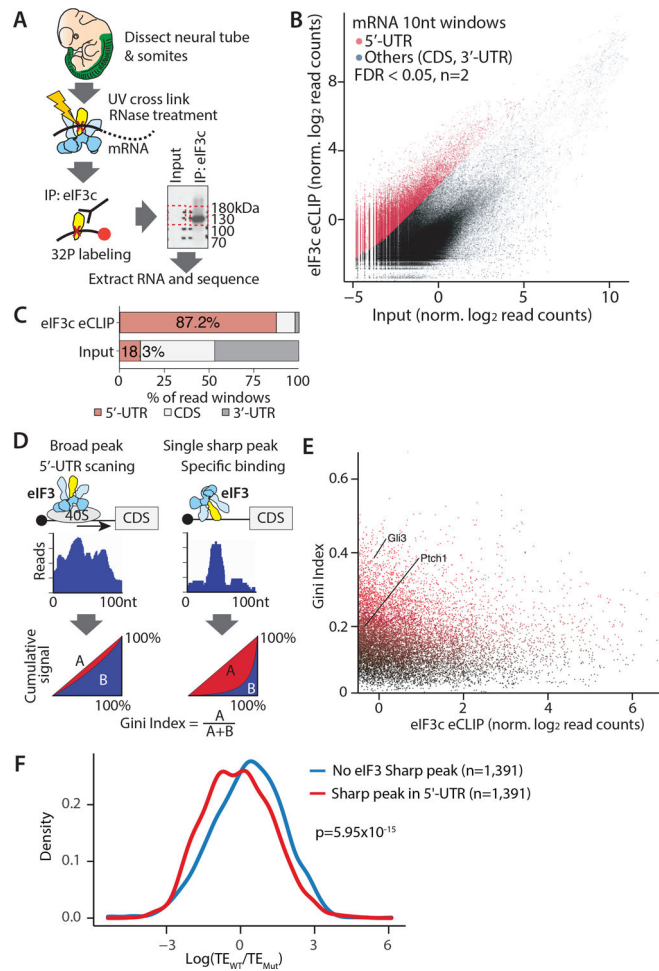 A
Dissect neural tube
& somites
UV cross link
RNase treatment
mRNA
IP: eIF3c
32P labeling
Input
IP: eIF3c
180kDa
130
100
70
Extract RNA and sequence
B
mRNA 10nt windows
5’-UTR
Others (CDS, 3’-UTR)
FDR < 0.05, n=2
eIF3c eCLIP (norm. log2 read counts)
10
5
0
−5
0
5
10
Input (norm. log2 read counts)
C
eIF3c eCLIP
87.2%
Input
18.3%
0
25
50
75
100
% of read windows
5’-UTR
CDS
3’-UTR
D
Broad peak
5’-UTR scaning
Single sharp peak
Specific binding
eIF3
40S
CDS
eIF3
CDS
Reads
0
100nt
0
100nt
Cumulative
signal
100%
A
B
100%
100%
A
B
100%
Gini Index = A
A+B
E
Gini Index
0.6
0.4
0.2
0
Gli3
Ptch1
0
2
4
6
eIF3c eCLIP (norm. log2 read counts)
F
No eIF3 Sharp peak (n=1,391)
Sharp peak in 5'-UTR (n=1,391)
p=5.95x10-15
Density
0.2
0.1
0.0
−3
0
3
6
Log(TEWT/TEMut)